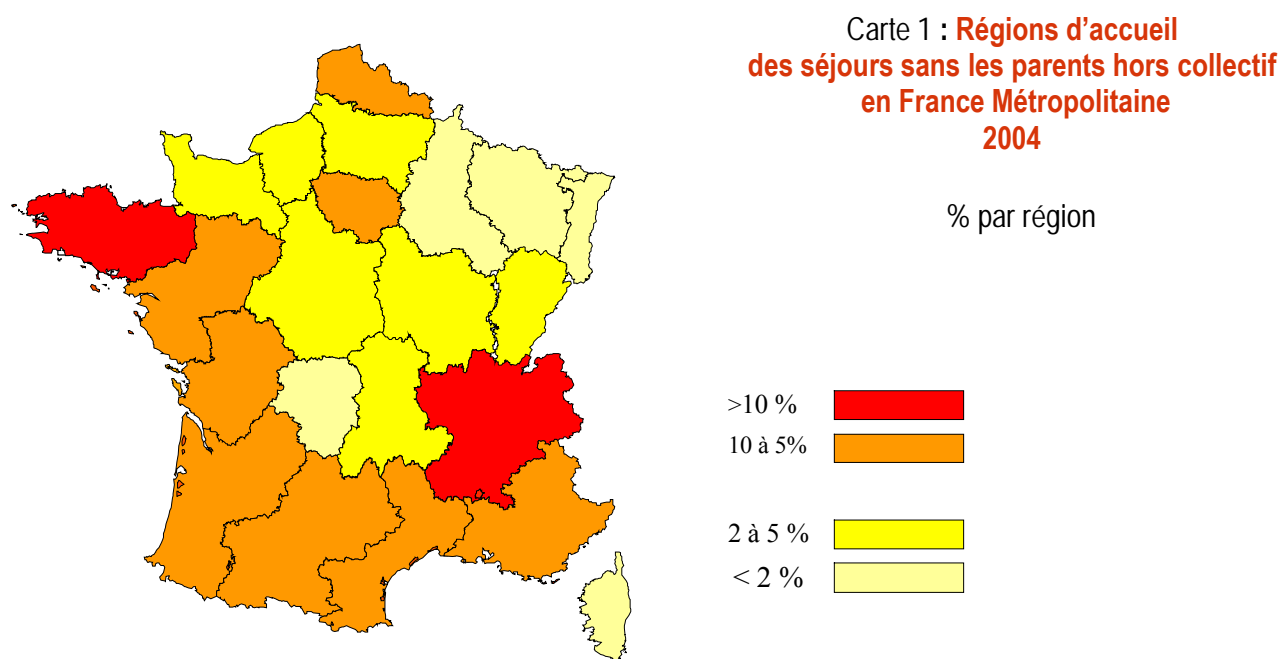 Carte 1 : Régions d’accueil
des séjours sans les parents hors collectif
en France Métropolitaine
2004
% par région
>10 %
10 à 5%
2 à 5 %
< 2 %